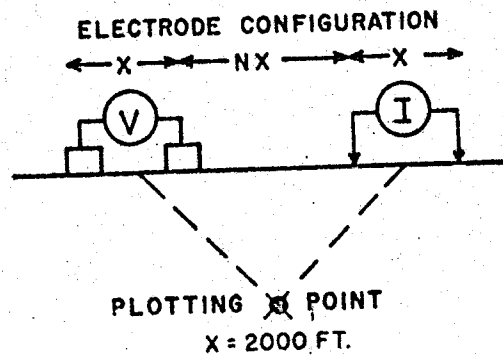 ELECTRODE CONFIGURATION
X NX X
V I
PLOTTING POINT
X = 2000 FT.